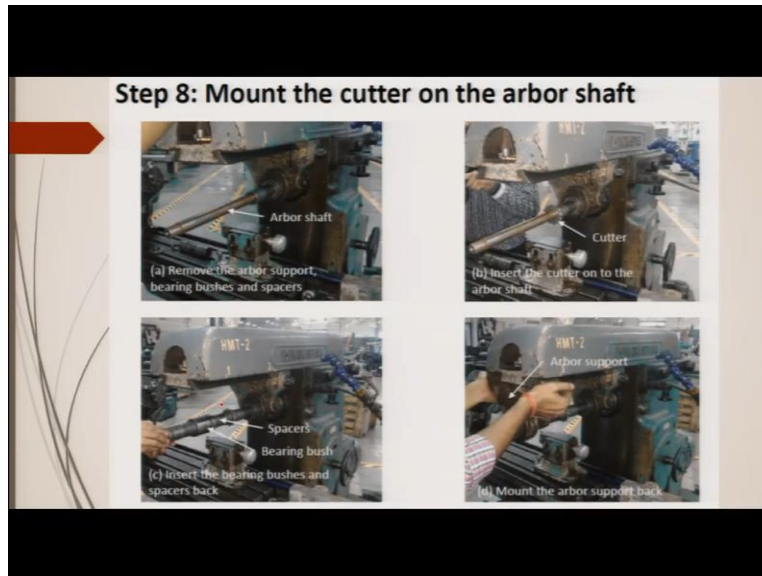 Step 8: Mount the cutter on the arbor shaft
Arbor shaft
(a) Remove the arbor support,
bearing bushes and spacers
HMT-2
Cutter
(b) Insert the cutter on to the
arbor shaft
HMT-2
Spacers
Bearing bush
(c) Insert the bearing bushes and
spacers back
HMT-2
Arbor support
(d) Mount the arbor support back